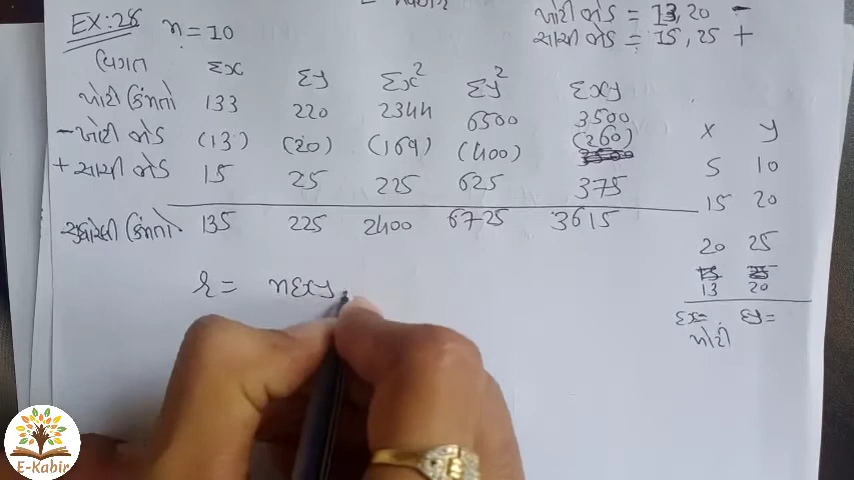 EX:28
n = 10
ખોટી જોડ = 13, 20 -
સાચી જોડ = 15, 25 +
વિગત Σx Σy Σx² Σy² Σxy
ખોટી કિંમતો 133 220 2344 6500 3500
- ખોટી જોડ (13) (20) (169) (400) (260)
+ સાચી જોડ 15 25 225 625 375
સુધારેલી કિંમતો 135 225 2400 6725 3615
r = nΣxy
x y
5 10
15 20
20 25
13 20
Σx= Σy=
ખોટી
E-Kabir